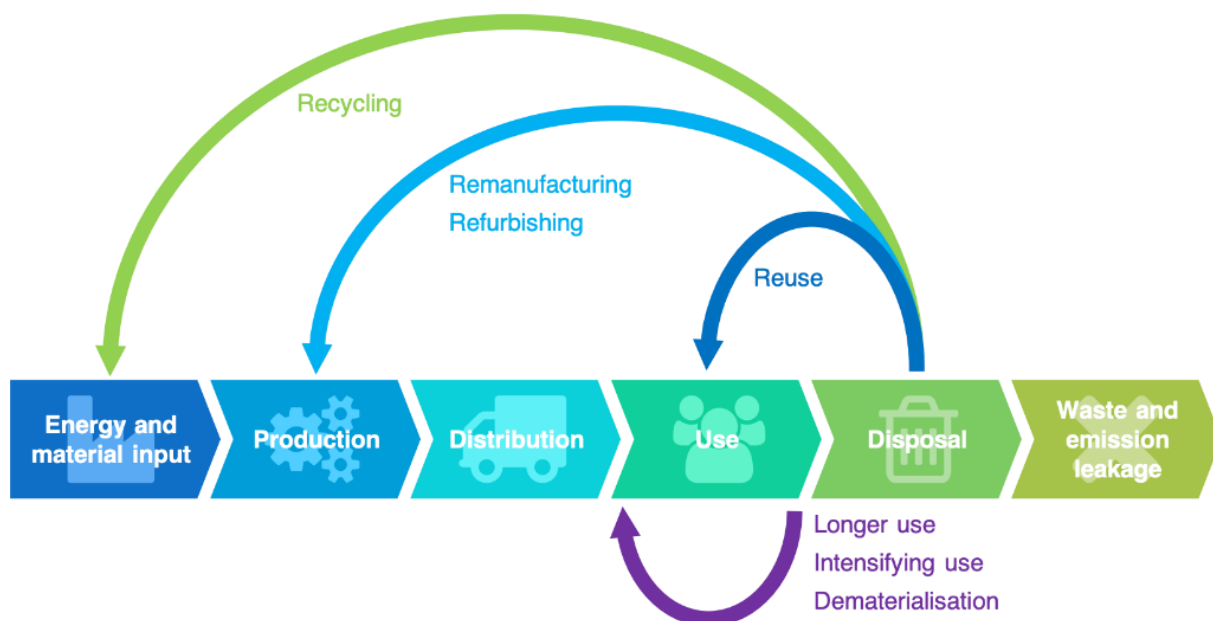 Recycling
Remanufacturing
Refurbishing
Reuse
Energy and
material input
Production
Distribution
Use
Disposal
Waste and
emission
leakage
Longer use
Intensifying use
Dematerialisation